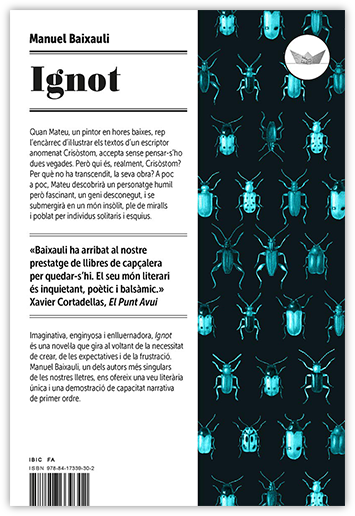 Manuel Baixauli
Ignot
Quan Mateu, un pintor en hores baixes, rep
l'encàrrec d'il·lustrar els textos d'un escriptor
anomenat Crisòstom, accepta sense pensar-s'ho
dues vegades. Però qui és, realment, Crisòstom?
Per què no ha transcendit, la seva obra? A poc
a poc, Mateu descobrirà un personatge humil
però fascinant, un geni desconegut, i se
submergirà en un món insòlit, ple de miralls
i poblat per individus solitaris i esquius.
«Baixauli ha arribat al nostre
prestatge de llibres de capçalera
per quedar-s'hi. El seu món literari
és inquietant, poètic i balsàmic.»
Xavier Cortadellas, El Punt Avui
Imaginativa, enginyosa i enlluernadora, Ignot
és una novel·la que gira al voltant de la necessitat
de crear, de les expectatives i de la frustració.
Manuel Baixauli, un dels autors més singulars
de les nostres lletres, ens ofereix una veu literària
única i una demostració de capacitat narrativa
de primer ordre.
IBIC FA
ISBN 978-84-17339-30-2